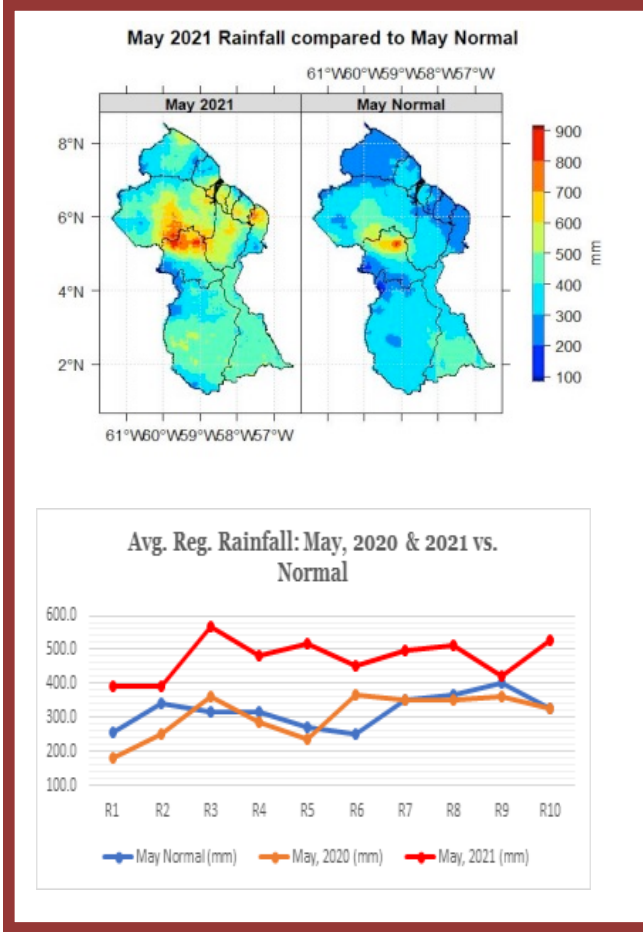 May 2021 Rainfall compared to May Normal
61°W60°W59°W58°W57°W
May 2021
May Normal
8°N
6°N
4°N
2°N
900
800
700
600
500
400
300
200
100
mm
61°W60°W59°W58°W57°W
Avg. Reg. Rainfall: May, 2020 & 2021 vs.
Normal
600.0
500.0
400.0
300.0
200.0
100.0
R1 R2 R3 R4 R5 R6 R7 R8 R9 R10
May Normal (mm) May, 2020 (mm) May, 2021 (mm)